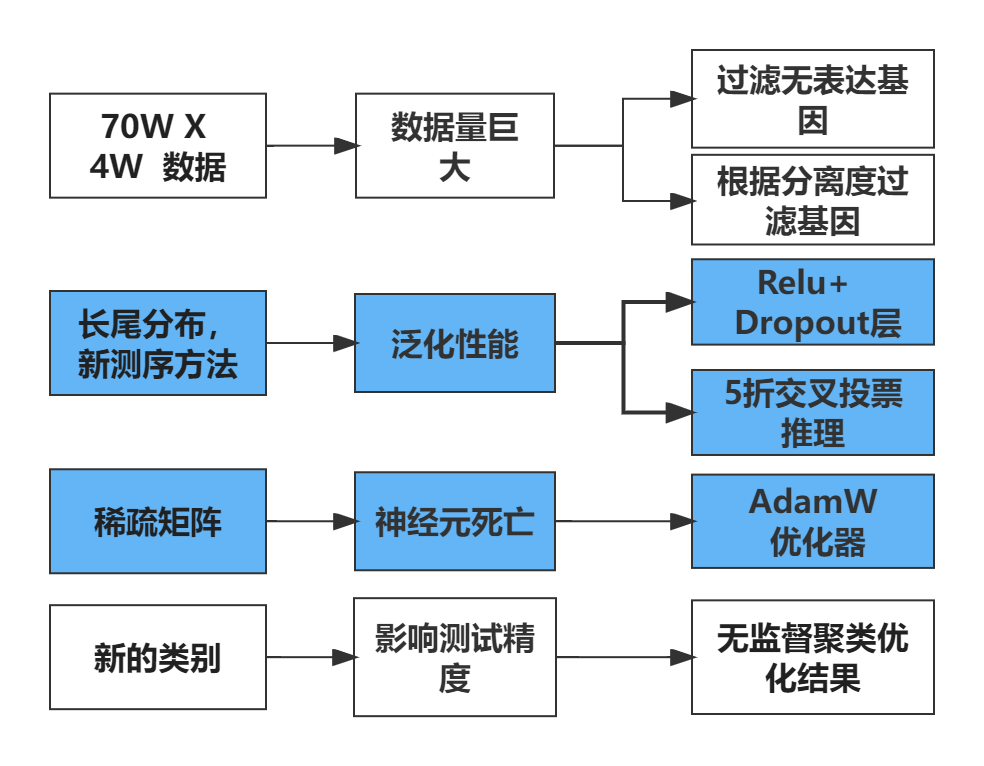 70W X
4W 数据
数据量巨
大
过滤无表达基
因
根据分离度过
滤基因
长尾分布，
新测序方法
泛化性能
Relu+
Dropout层
5折交叉投票
推理
稀疏矩阵
神经元死亡
AdamW
优化器
新的类别
影响测试精
度
无监督聚类优
化结果